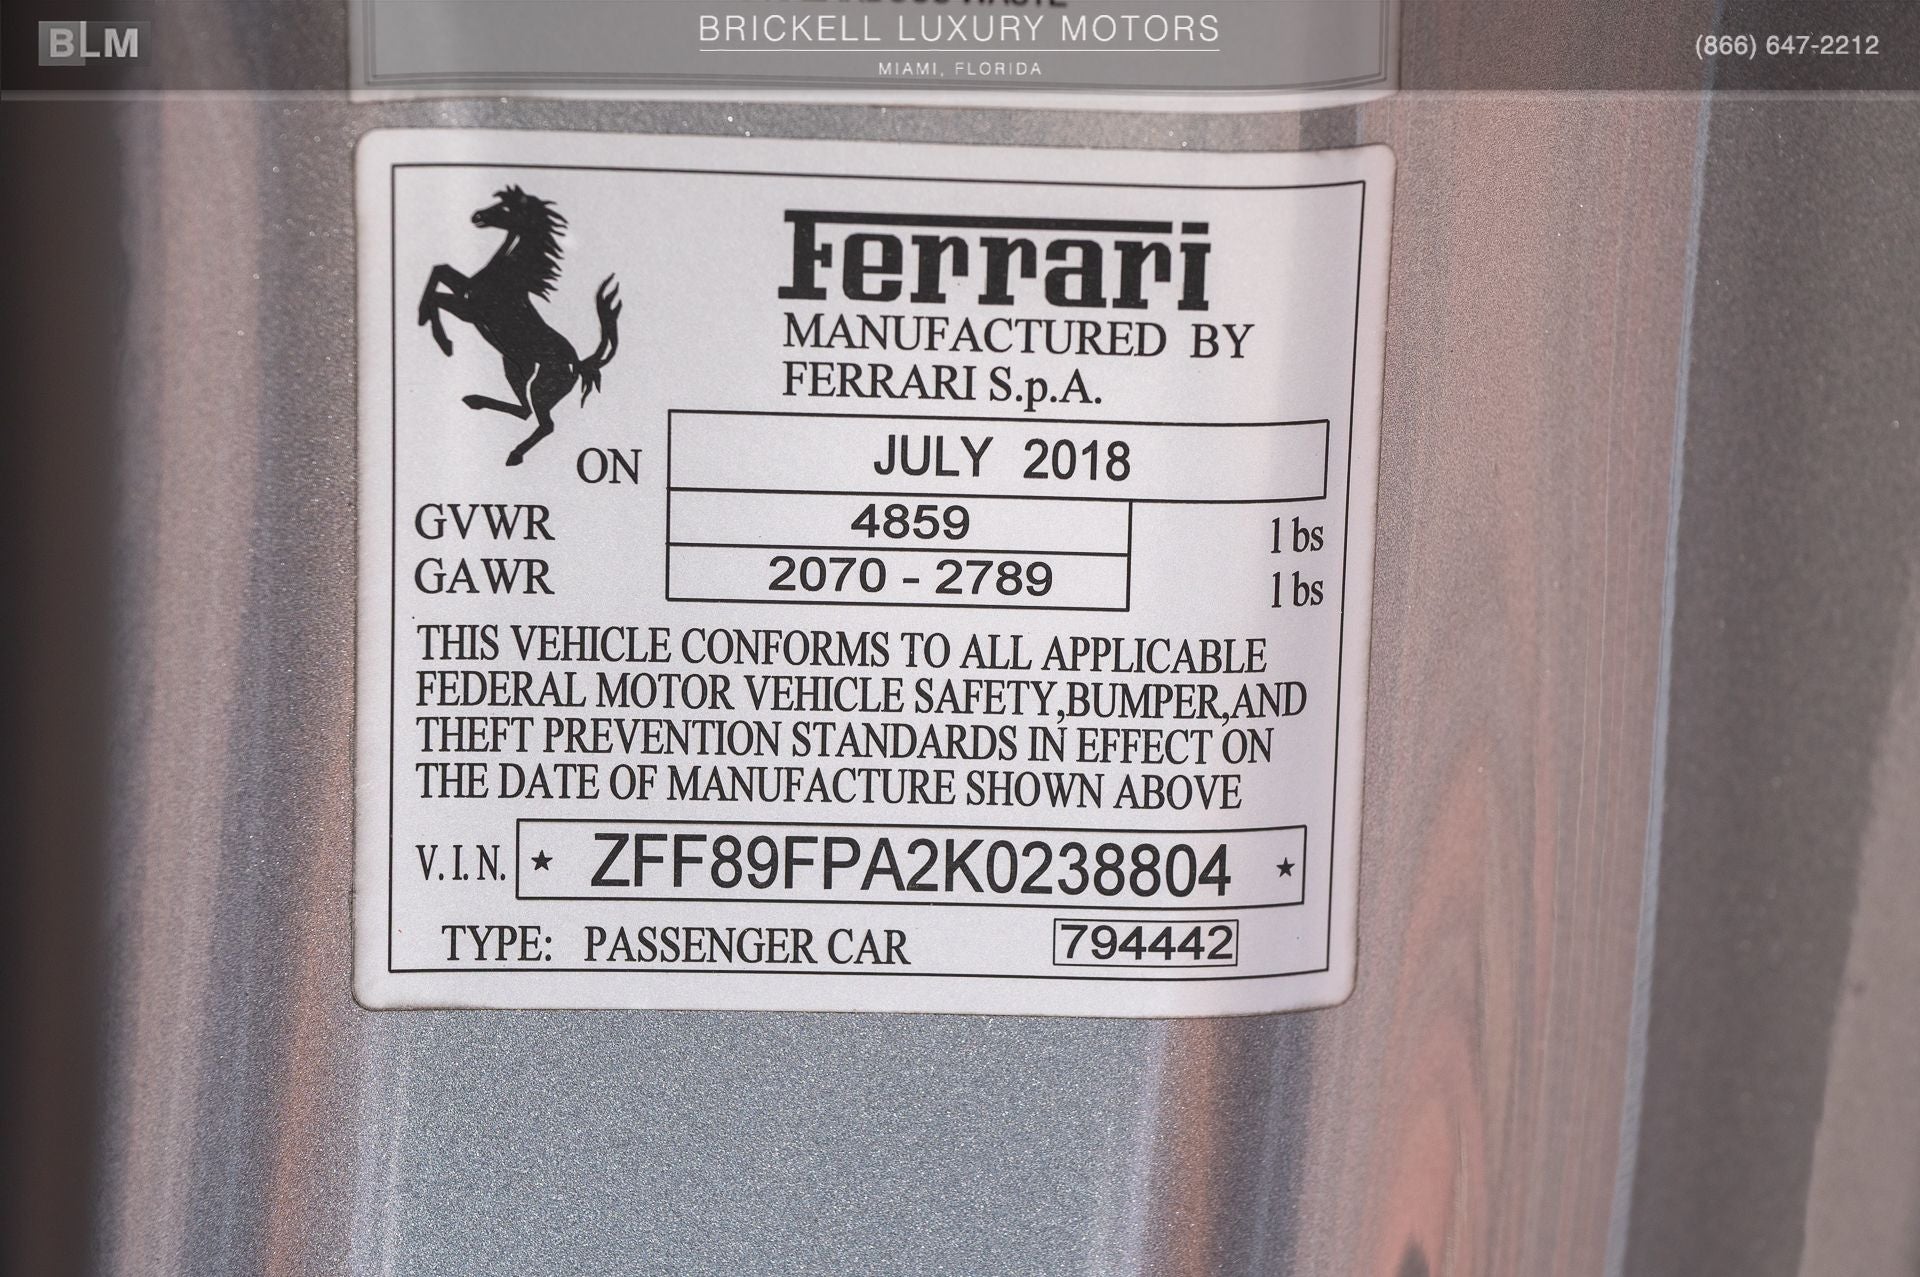 WASTE
BLM
BRICKELL LUXURY MOTORS
(866) 647-2212
MIAMI, FLORIDA
Ferrari
MANUFACTURED BY
FERRARI S.p.A.
ON JULY 2018
GVWR 4859 lbs
GAWR 2070 - 2789 lbs
THIS VEHICLE CONFORMS TO ALL APPLICABLE
FEDERAL MOTOR VEHICLE SAFETY,BUMPER,AND
THEFT PREVENTION STANDARDS IN EFFECT ON
THE DATE OF MANUFACTURE SHOWN ABOVE
V.I.N. ★ ZFF89FPA2K0238804 ★
TYPE: PASSENGER CAR 794442